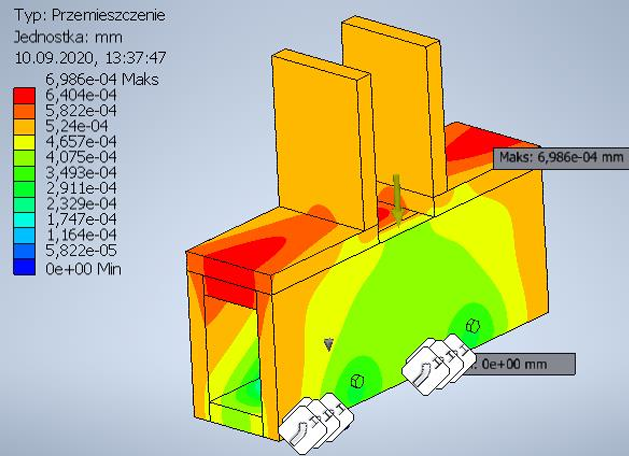 Typ: Przemieszczenie
Jednostka: mm
10.09.2020, 13:37:47
6,986e-04 Maks
6,404e-04
5,822e-04
5,24e-04
4,657e-04
4,075e-04
3,493e-04
2,911e-04
2,329e-04
1,747e-04
1,164e-04
5,822e-05
0e+00 Min
Maks: 6,986e-04 mm
: 0e+00 mm